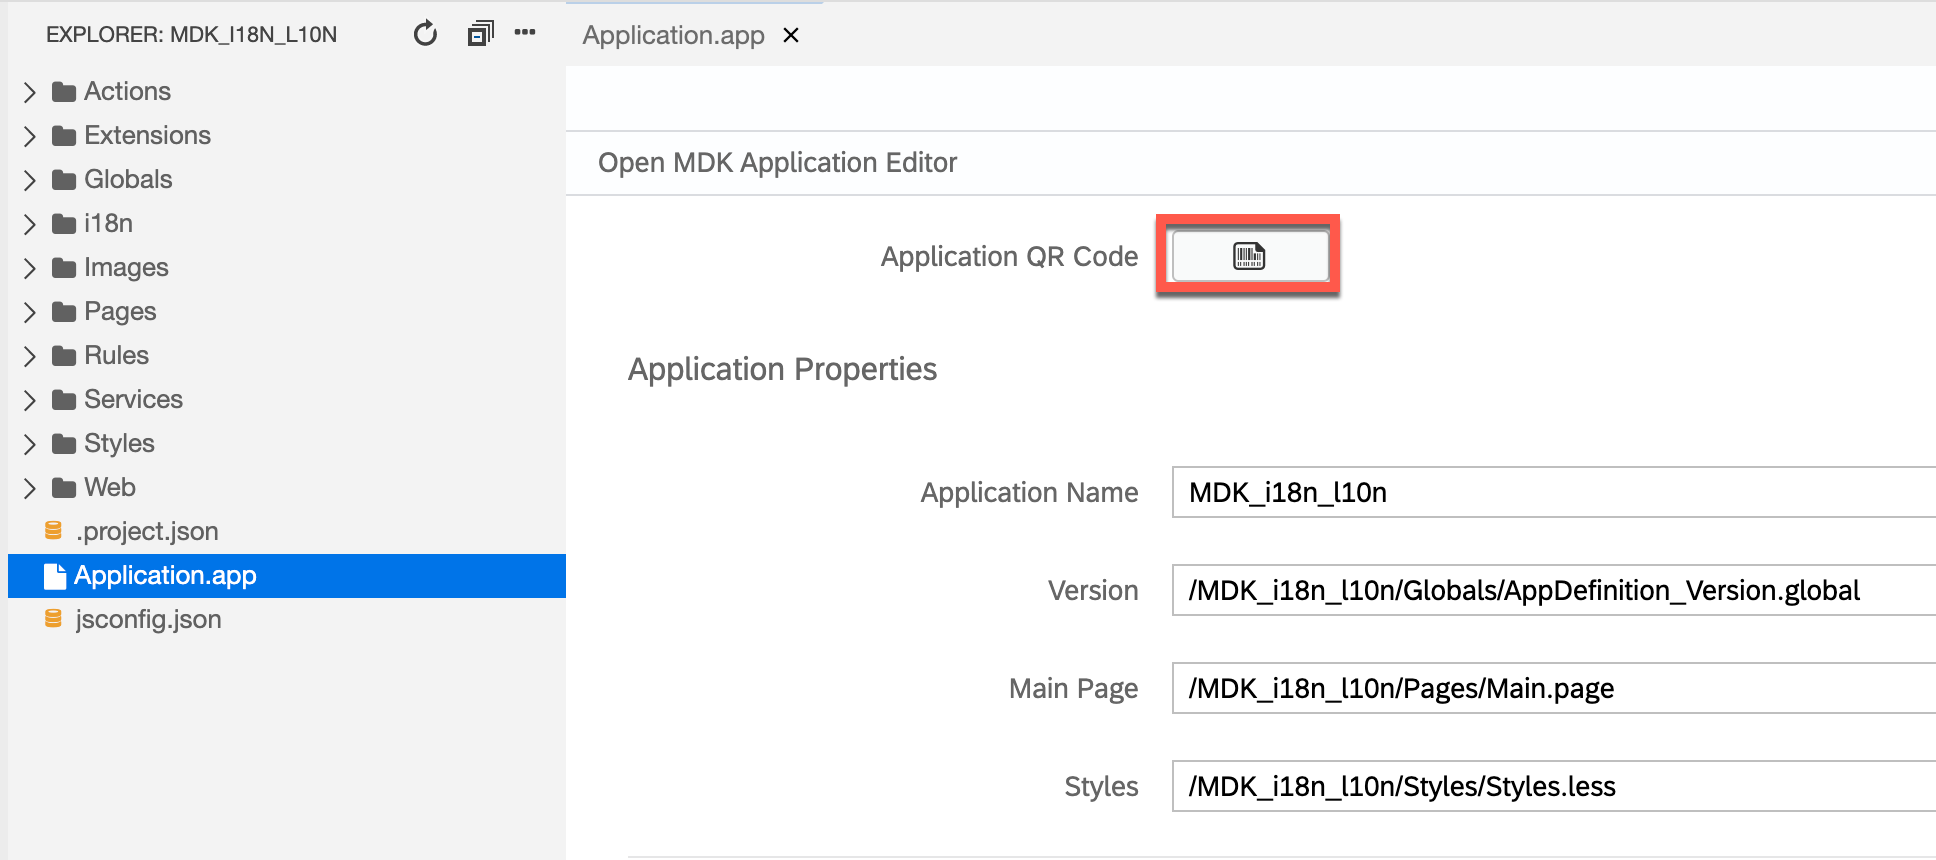 EXPLORER: MDK_I18N_L10N
Actions
Extensions
Globals
i18n
Images
Pages
Rules
Services
Styles
Web
.project.json
Application.app
jsconfig.json
Application.app
Open MDK Application Editor
Application QR Code
Application Properties
Application Name MDK_i18n_l10n
Version /MDK_i18n_l10n/Globals/AppDefinition_Version.global
Main Page /MDK_i18n_l10n/Pages/Main.page
Styles /MDK_i18n_l10n/Styles/Styles.less